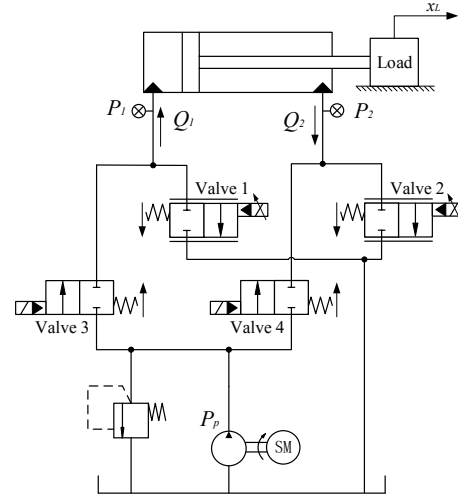 x_L
Load
P_1
Q_1
Q_2
P_2
Valve 1
Valve 2
Valve 3
Valve 4
P_p
SM